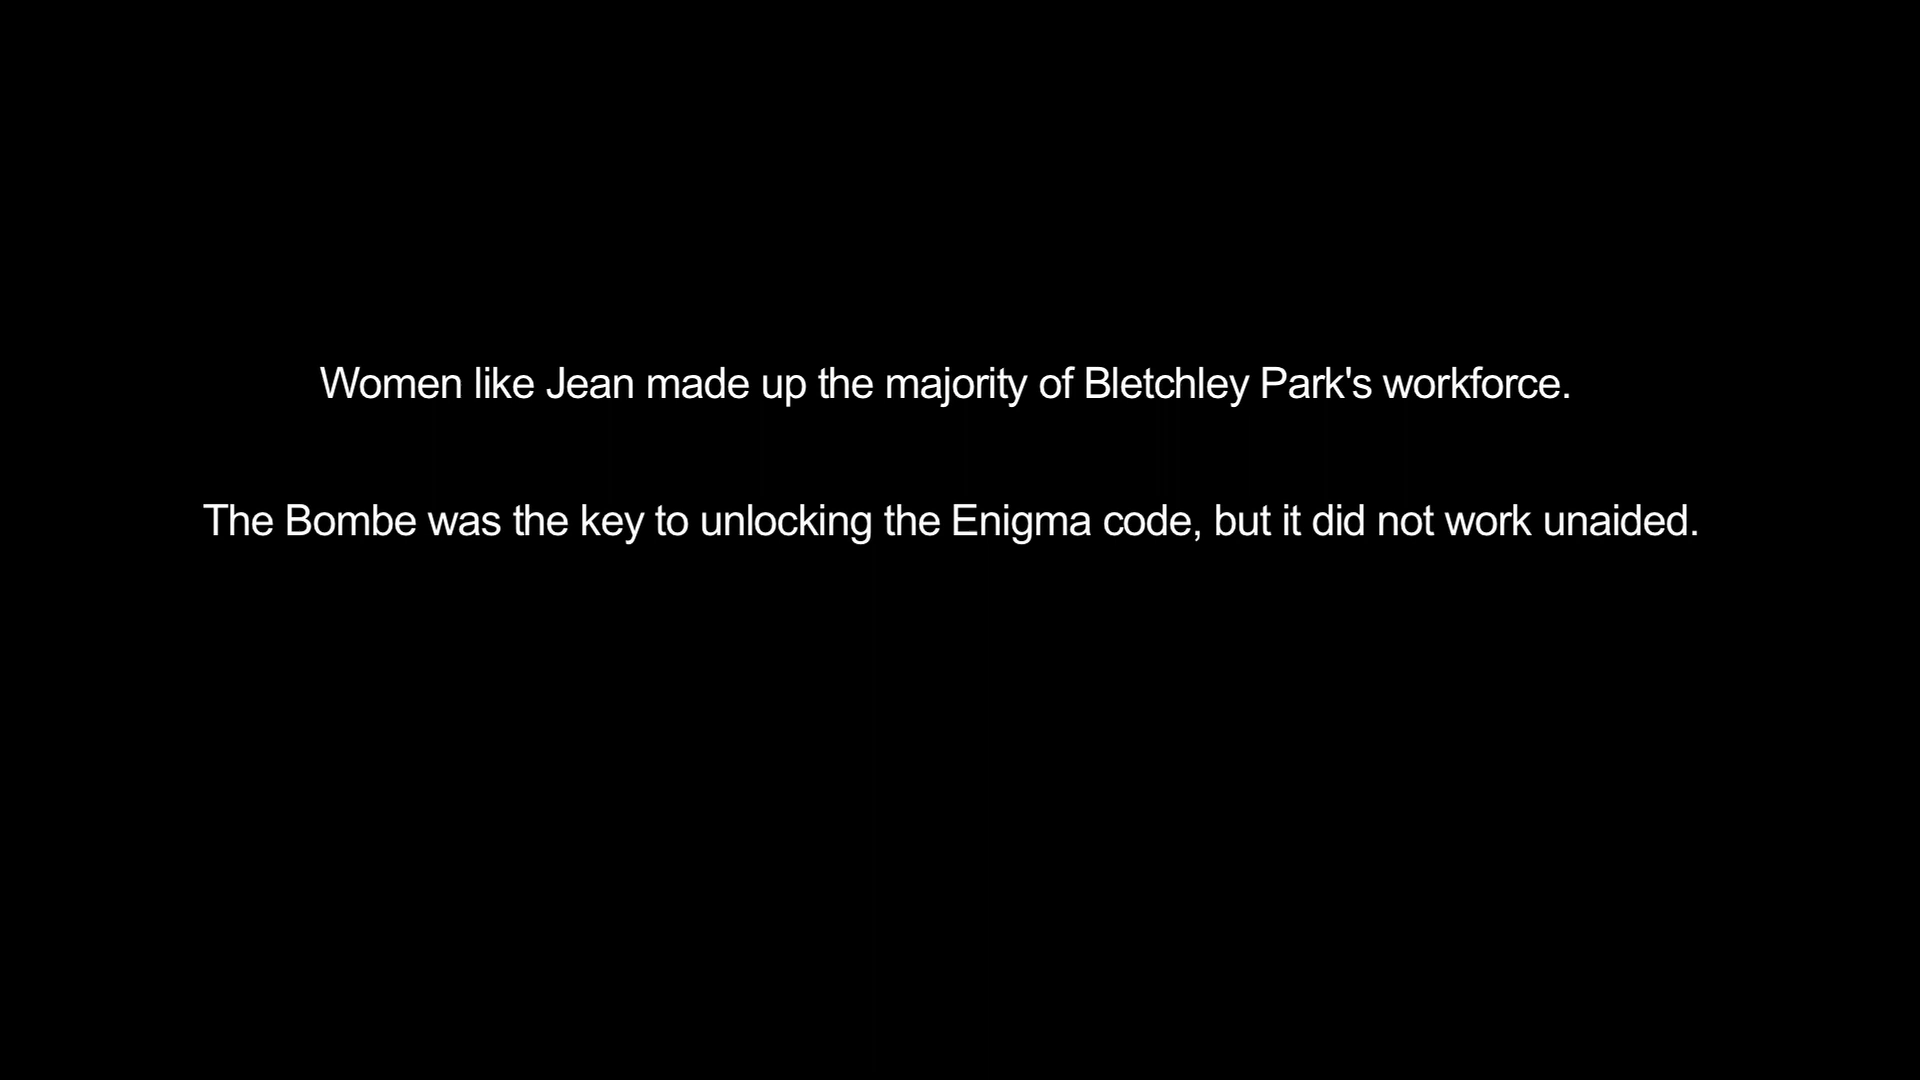 Women like Jean made up the majority of Bletchley Park's workforce.
The Bombe was the key to unlocking the Enigma code, but it did not work unaided.